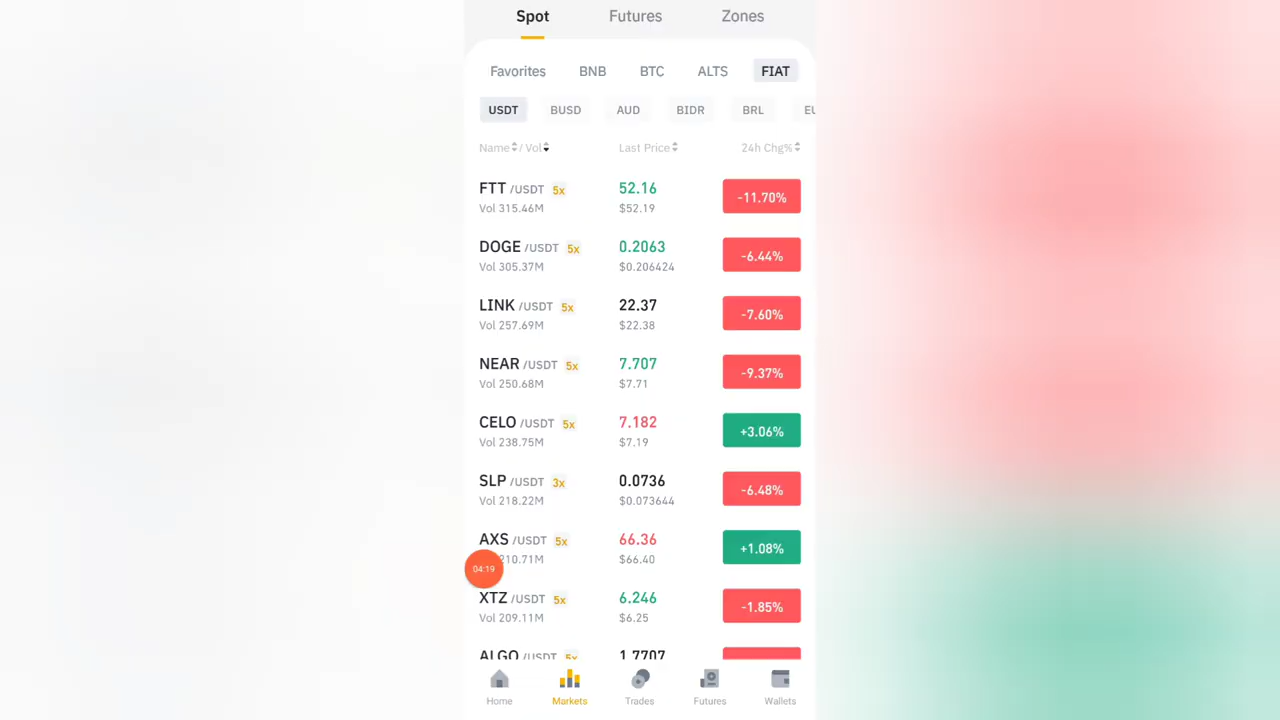 Spot Futures Zones
Favorites BNB BTC ALTS FIAT
USDT BUSD AUD BIDR BRL EU
Name / Vol Last Price 24h Chg%
FTT /USDT 5x 52.16 -11.70%
Vol 315.46M $52.19
DOGE /USDT 5x 0.2063 -6.44%
Vol 305.37M $0.206424
LINK /USDT 5x 22.37 -7.60%
Vol 257.69M $22.38
NEAR /USDT 5x 7.707 -9.37%
Vol 250.68M $7.71
CELO /USDT 5x 7.182 +3.06%
Vol 238.75M $7.19
SLP /USDT 3x 0.0736 -6.48%
Vol 218.22M $0.073644
AXS /USDT 5x 66.36 +1.08%
10.71M $66.40
04:19
XTZ /USDT 5x 6.246 -1.85%
Vol 209.11M $6.25
ALGO /USDT 5x 1.7707
Home Markets Trades Futures Wallets